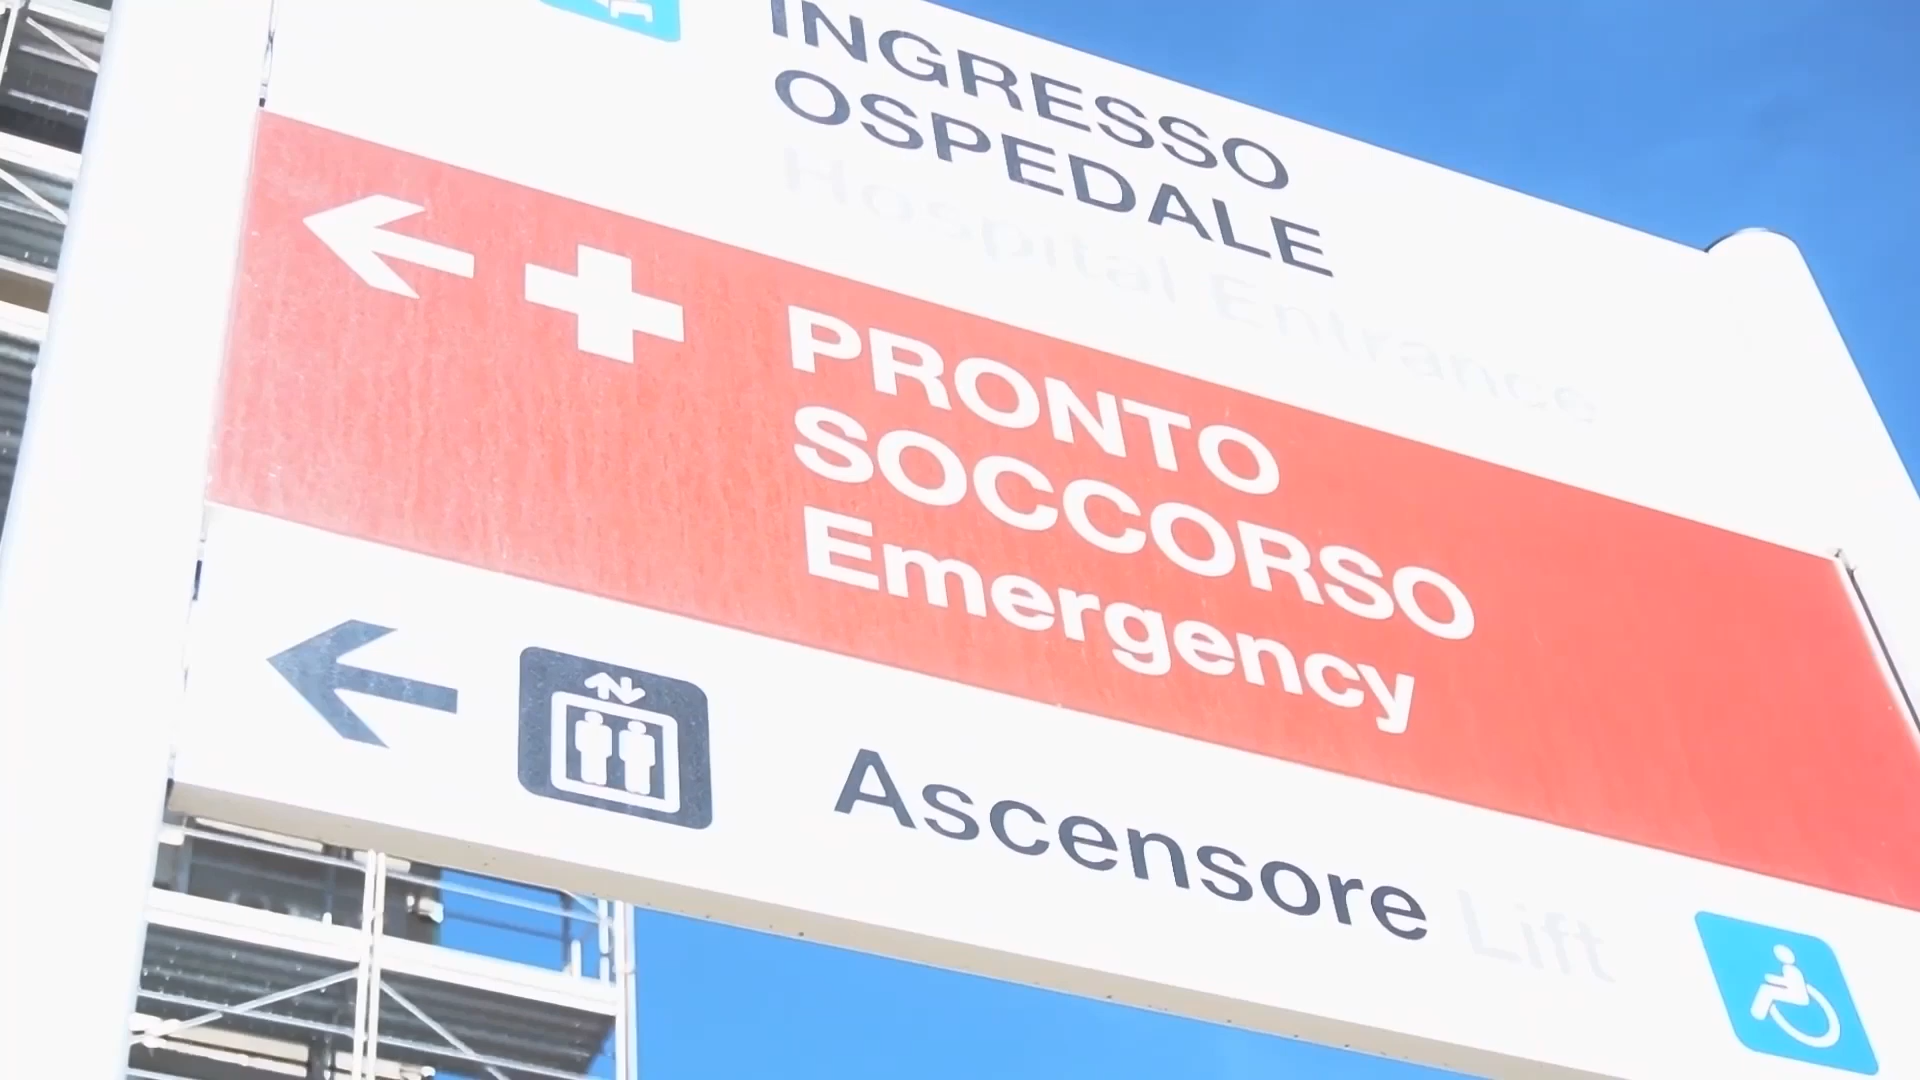 INGRESSO
OSPEDALE
Hospital Entrance
PRONTO
SOCCORSO
Emergency
Ascensore Lift